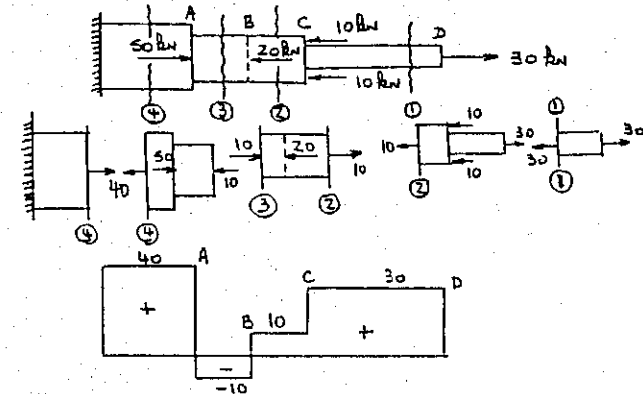 A B C 10 kN D
50 kN 20 kN 30 kN
10 kN
④ ③ ② ①
①
10 20 10 30 30
50 10 10 30
40 10 10
④ ④ ③ ② ② ①
40 A C 30 D
+ B 10 +
-
-10